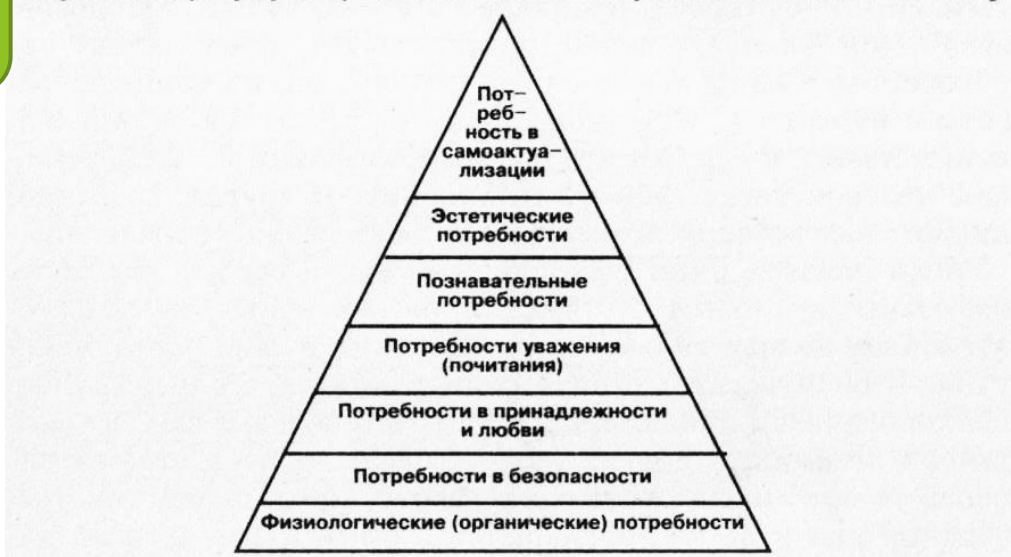 Пот–
реб–
ность в
самоактуа–
лизации
Эстетические
потребности
Познавательные
потребности
Потребности уважения
(почитания)
Потребности в принадлежности
и любви
Потребности в безопасности
Физиологические (органические) потребности